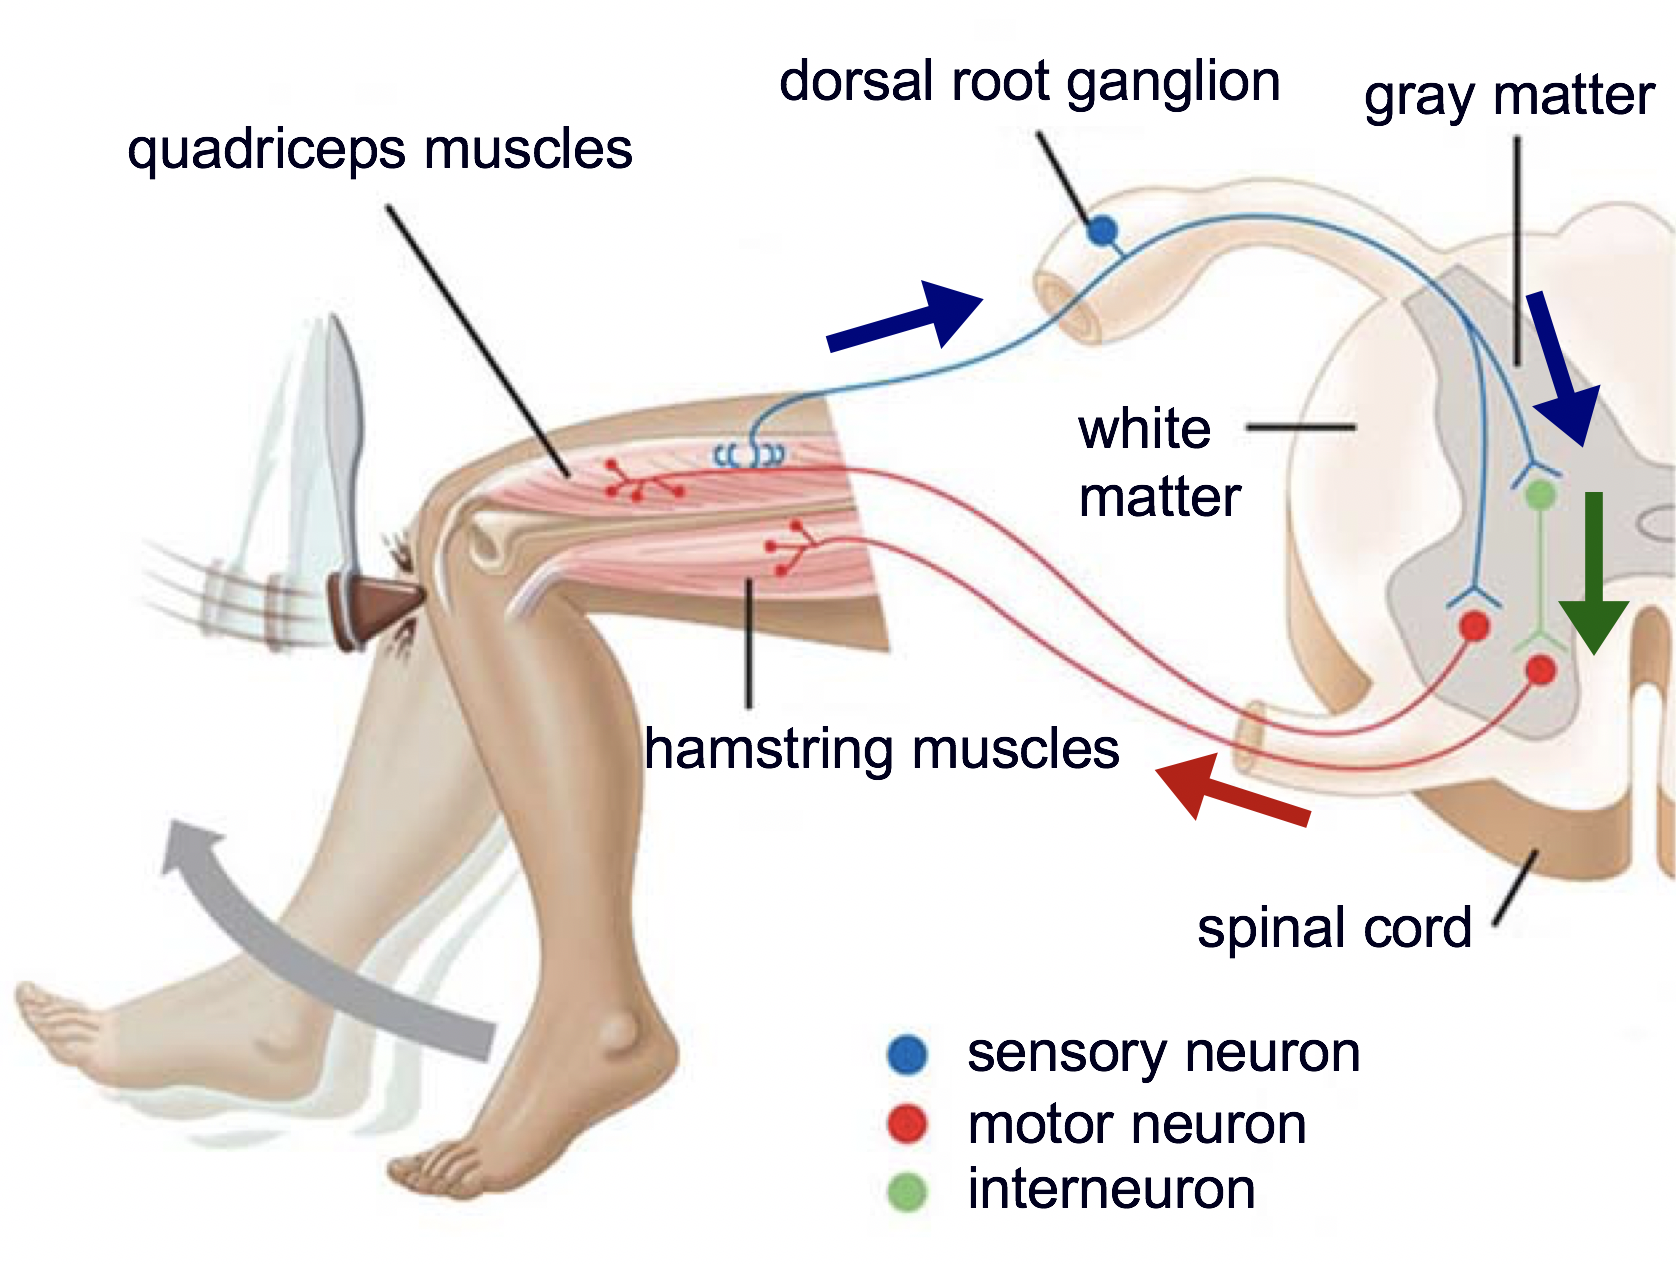 dorsal root ganglion
gray matter
quadriceps muscles
white
matter
hamstring muscles
spinal cord
sensory neuron
motor neuron
interneuron